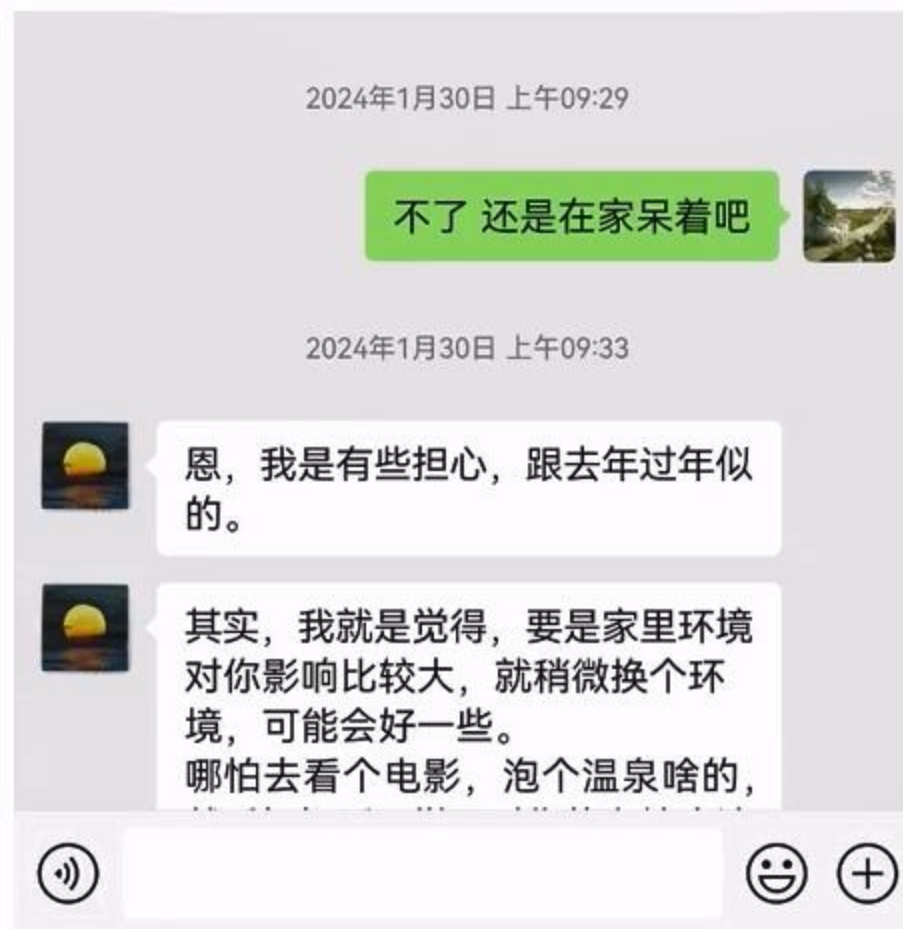 2024年1月30日 上午09:29
不了 还是在家呆着吧
2024年1月30日 上午09:33
恩，我是有些担心，跟去年过年似
的。
其实，我就是觉得，要是家里环境
对你影响比较大，就稍微换个环
境，可能会好一些。
哪怕去看个电影，泡个温泉啥的，